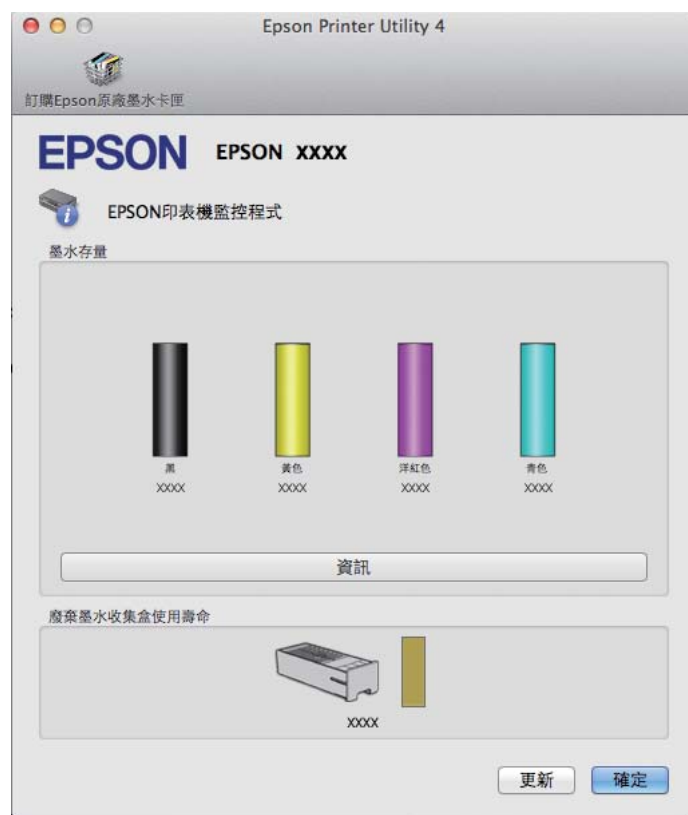 Epson Printer Utility 4
訂購Epson原廠墨水卡匣
EPSON EPSON XXXX
EPSON印表機監控程式
墨水存量
黑 黃色 洋紅色 青色
XXXX XXXX XXXX XXXX
資訊
廢棄墨水收集盒使用壽命
XXXX
更新 確定